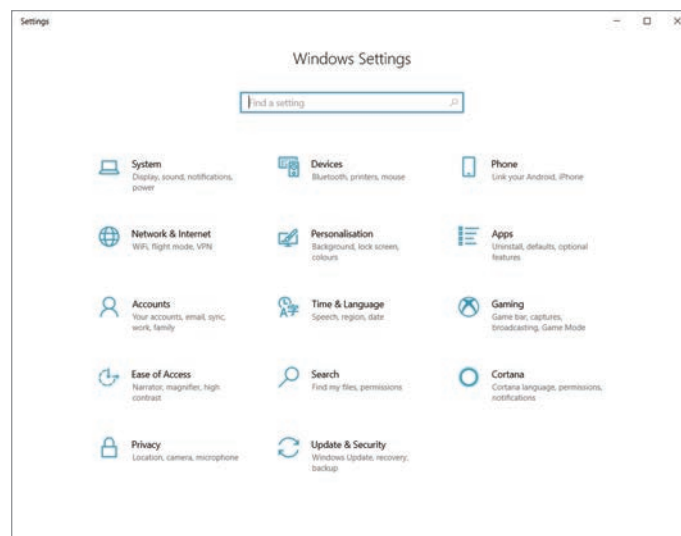 Settings
Windows Settings
Find a setting
System
Display, sound, notifications,
power
Devices
Bluetooth, printers, mouse
Phone
Link your Android, iPhone
Network & Internet
WiFi, flight mode, VPN
Personalisation
Background, lock screen,
colours
Apps
Uninstall, defaults, optional
features
Accounts
Your accounts, email, sync,
work, family
Time & Language
Speech, region, date
Gaming
Game bar, captures,
broadcasting, Game Mode
Ease of Access
Narrator, magnifier, high
contrast
Search
Find my files, permissions
Cortana
Cortana language, permissions,
notifications
Privacy
Location, camera, microphone
Update & Security
Windows Update, recovery,
backup